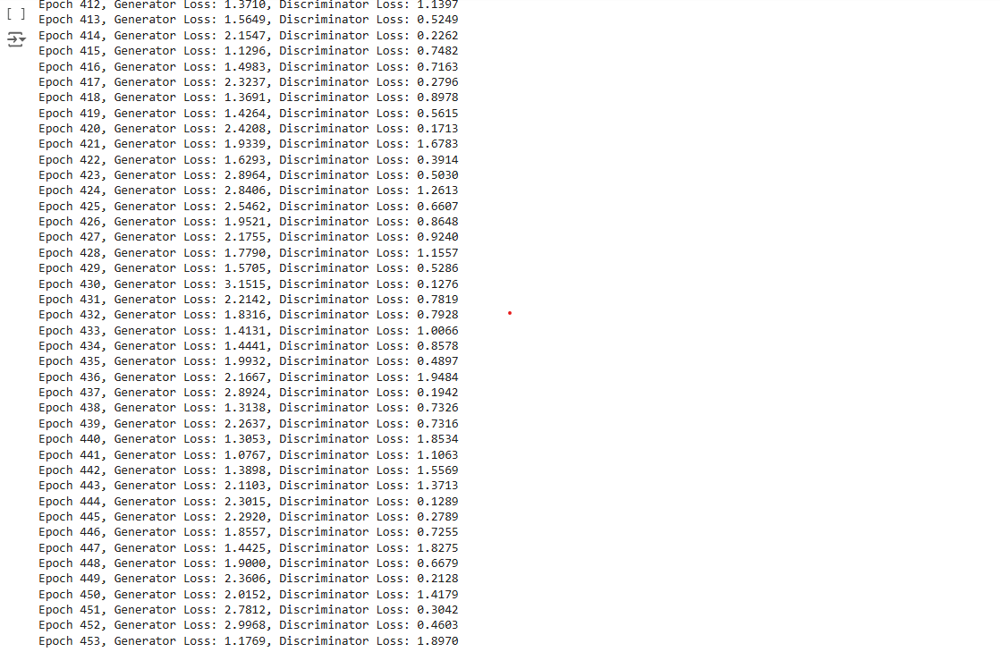 [ ]
Epoch 412, Generator Loss: 1.3710, Discriminator Loss: 1.1397
Epoch 413, Generator Loss: 1.5649, Discriminator Loss: 0.5249
Epoch 414, Generator Loss: 2.1547, Discriminator Loss: 0.2262
Epoch 415, Generator Loss: 1.1296, Discriminator Loss: 0.7482
Epoch 416, Generator Loss: 1.4983, Discriminator Loss: 0.7163
Epoch 417, Generator Loss: 2.3237, Discriminator Loss: 0.2796
Epoch 418, Generator Loss: 1.3691, Discriminator Loss: 0.8978
Epoch 419, Generator Loss: 1.4264, Discriminator Loss: 0.5615
Epoch 420, Generator Loss: 2.4208, Discriminator Loss: 0.1713
Epoch 421, Generator Loss: 1.9339, Discriminator Loss: 1.6783
Epoch 422, Generator Loss: 1.6293, Discriminator Loss: 0.3914
Epoch 423, Generator Loss: 2.8964, Discriminator Loss: 0.5030
Epoch 424, Generator Loss: 2.8406, Discriminator Loss: 1.2613
Epoch 425, Generator Loss: 2.5462, Discriminator Loss: 0.6607
Epoch 426, Generator Loss: 1.9521, Discriminator Loss: 0.8648
Epoch 427, Generator Loss: 2.1755, Discriminator Loss: 0.9240
Epoch 428, Generator Loss: 1.7790, Discriminator Loss: 1.1557
Epoch 429, Generator Loss: 1.5705, Discriminator Loss: 0.5286
Epoch 430, Generator Loss: 3.1515, Discriminator Loss: 0.1276
Epoch 431, Generator Loss: 2.2142, Discriminator Loss: 0.7819
Epoch 432, Generator Loss: 1.8316, Discriminator Loss: 0.7928
Epoch 433, Generator Loss: 1.4131, Discriminator Loss: 1.0066
Epoch 434, Generator Loss: 1.4441, Discriminator Loss: 0.8578
Epoch 435, Generator Loss: 1.9932, Discriminator Loss: 0.4897
Epoch 436, Generator Loss: 2.1667, Discriminator Loss: 1.9484
Epoch 437, Generator Loss: 2.8924, Discriminator Loss: 0.1942
Epoch 438, Generator Loss: 1.3138, Discriminator Loss: 0.7326
Epoch 439, Generator Loss: 2.2637, Discriminator Loss: 0.7316
Epoch 440, Generator Loss: 1.3053, Discriminator Loss: 1.8534
Epoch 441, Generator Loss: 1.0767, Discriminator Loss: 1.1063
Epoch 442, Generator Loss: 1.3898, Discriminator Loss: 1.5569
Epoch 443, Generator Loss: 2.1103, Discriminator Loss: 1.3713
Epoch 444, Generator Loss: 2.3015, Discriminator Loss: 0.1289
Epoch 445, Generator Loss: 2.2920, Discriminator Loss: 0.2789
Epoch 446, Generator Loss: 1.8557, Discriminator Loss: 0.7255
Epoch 447, Generator Loss: 1.4425, Discriminator Loss: 1.8275
Epoch 448, Generator Loss: 1.9000, Discriminator Loss: 0.6679
Epoch 449, Generator Loss: 2.3606, Discriminator Loss: 0.2128
Epoch 450, Generator Loss: 2.0152, Discriminator Loss: 1.4179
Epoch 451, Generator Loss: 2.7812, Discriminator Loss: 0.3042
Epoch 452, Generator Loss: 2.9968, Discriminator Loss: 0.4603
Epoch 453, Generator Loss: 1.1769, Discriminator Loss: 1.8970